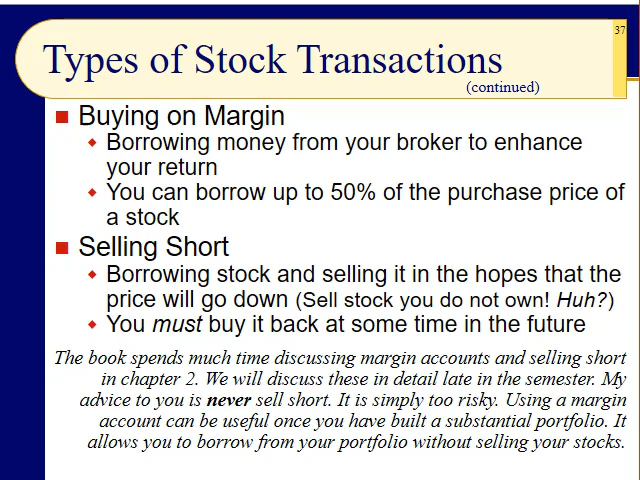 37
Types of Stock Transactions
(continued)
Buying on Margin
Borrowing money from your broker to enhance
your return
You can borrow up to 50% of the purchase price of
a stock
Selling Short
Borrowing stock and selling it in the hopes that the
price will go down (Sell stock you do not own! Huh?)
You must buy it back at some time in the future
The book spends much time discussing margin accounts and selling short
in chapter 2. We will discuss these in detail late in the semester. My
advice to you is never sell short. It is simply too risky. Using a margin
account can be useful once you have built a substantial portfolio. It
allows you to borrow from your portfolio without selling your stocks.